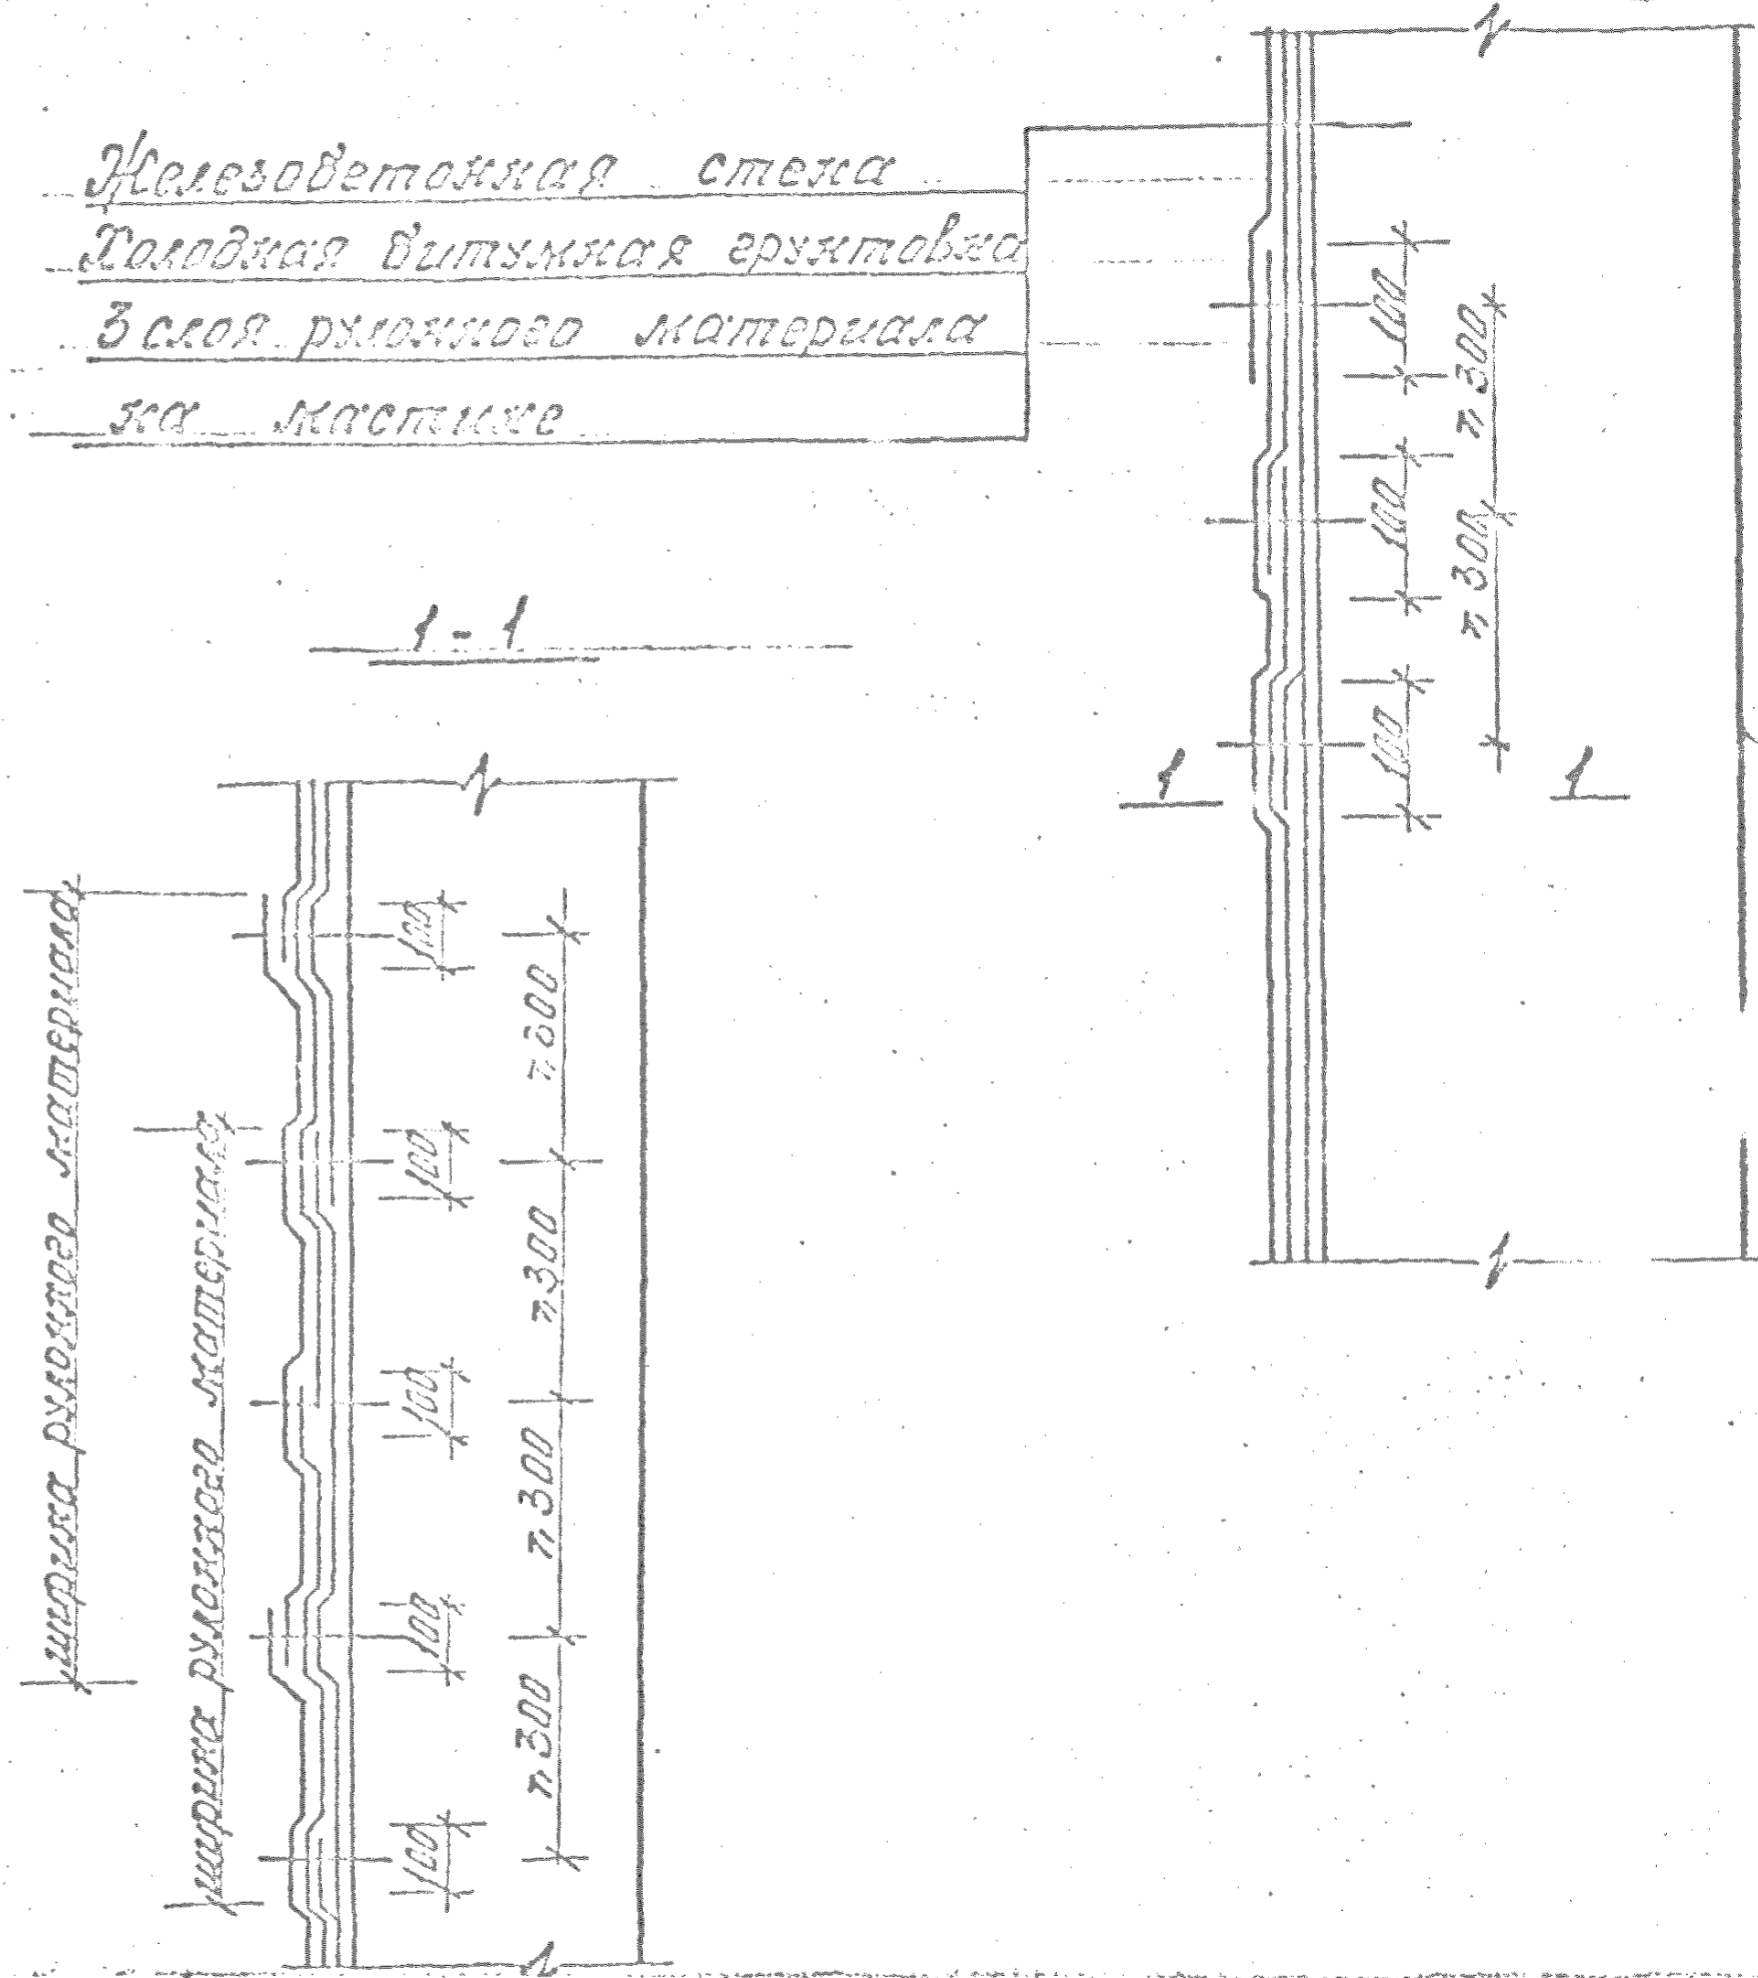 Железобетонная стена
Холодная битумная грунтовка
3 слоя рулонного материала
на мастике
100
100
100
п 300
п 300
1 1
1-1
ширина рулонного материала
ширина рулонного материала
100
100
100
100
100
п 300
п 300
п 300
п 300